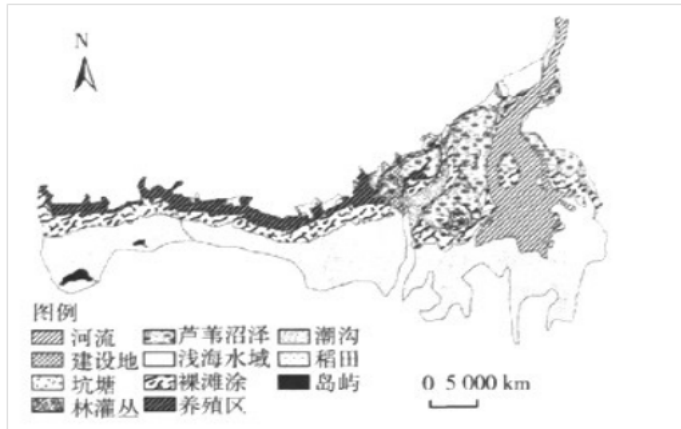 N
图例
河流 芦苇沼泽 潮沟
建设地 浅海水域 稻田
坑塘 裸滩涂 岛屿
林灌丛 养殖区
0 5 000 km